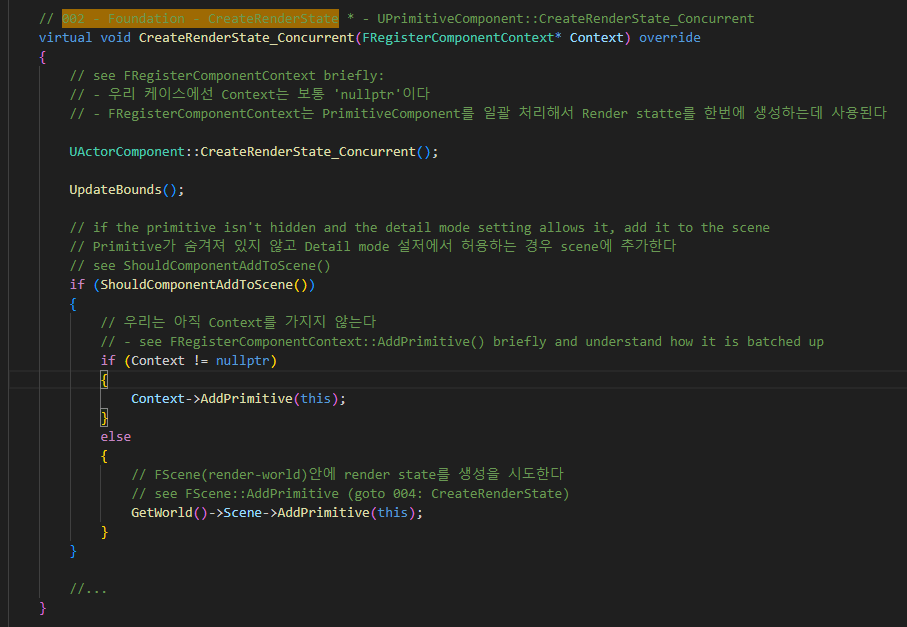 // 002 - Foundation - CreateRenderState * - UPrimitiveComponent::CreateRenderState_Concurrent
virtual void CreateRenderState_Concurrent(FRegisterComponentContext* Context) override
{
// see FRegisterComponentContext briefly:
// - 우리 케이스에선 Context는 보통 'nullptr'이다
// - FRegisterComponentContext는 PrimitiveComponent를 일괄 처리해서 Render statte를 한번에 생성하는데 사용된다
UActorComponent::CreateRenderState_Concurrent();
UpdateBounds();
// if the primitive isn't hidden and the detail mode setting allows it, add it to the scene
// Primitive가 숨겨져 있지 않고 Detail mode 설저에서 허용하는 경우 scene에 추가한다
// see ShouldComponentAddToScene()
if (ShouldComponentAddToScene())
{
// 우리는 아직 Context를 가지지 않는다
// - see FRegisterComponentContext::AddPrimitive() briefly and understand how it is batched up
if (Context != nullptr)
{
Context->AddPrimitive(this);
}
else
{
// FScene(render-world)안에 render state를 생성을 시도한다
// see FScene::AddPrimitive (goto 004: CreateRenderState)
GetWorld()->Scene->AddPrimitive(this);
}
}
//...
}